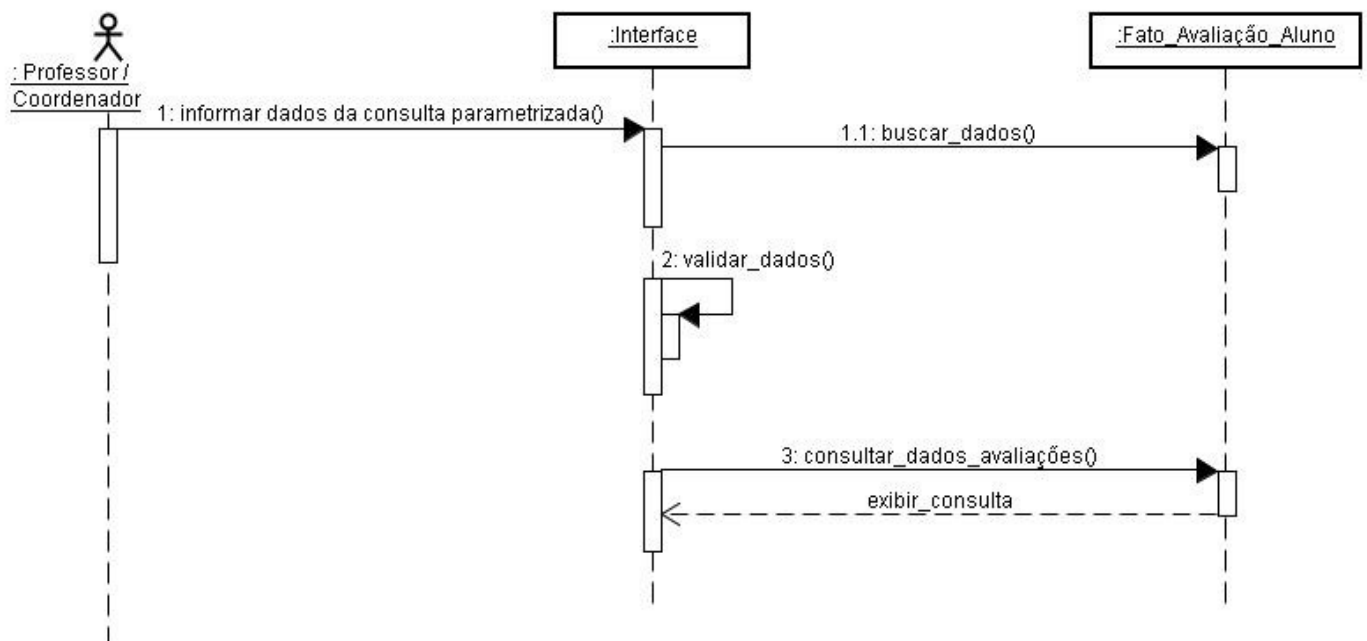 : Professor /
Coordenador
:Interface
:Fato_Avaliação_Aluno
1: informar dados da consulta parametrizada()
1.1: buscar_dados()
2: validar_dados()
3: consultar_dados_avaliações()
exibir_consulta